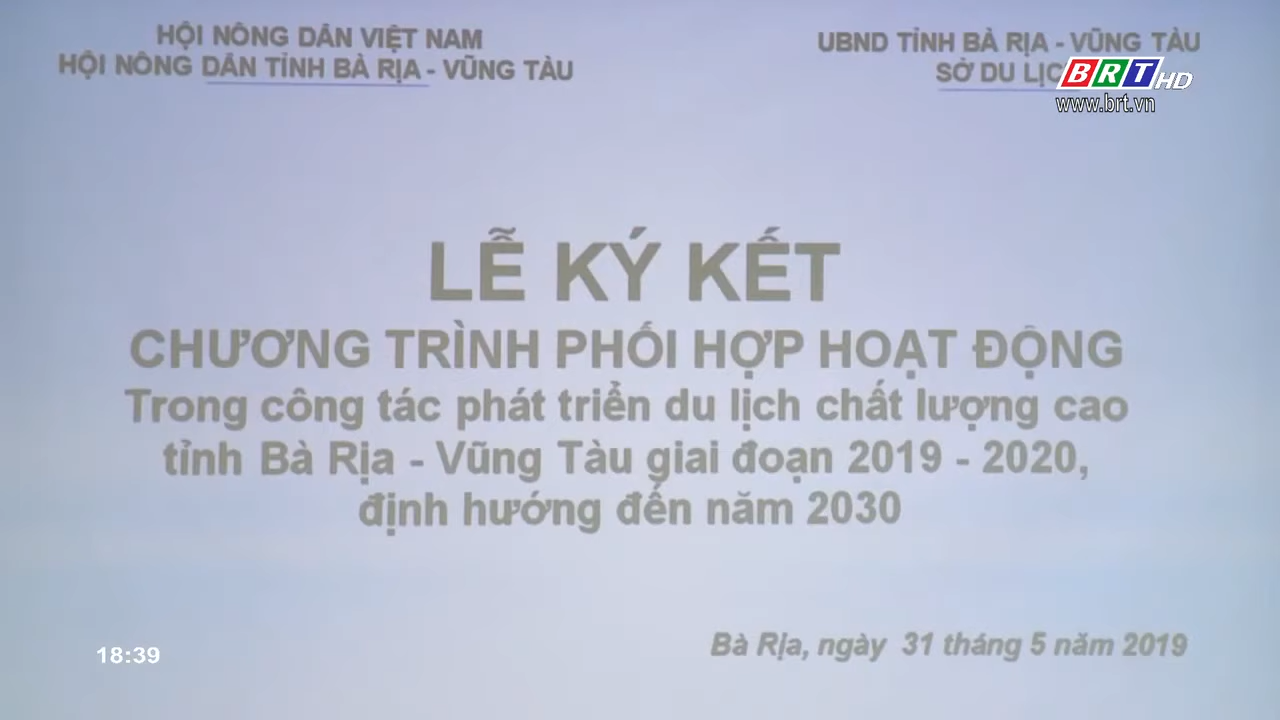 HỘI NÔNG DÂN VIỆT NAM
HỘI NÔNG DÂN TỈNH BÀ RỊA - VŨNG TÀU
UBND TỈNH BÀ RỊA - VŨNG TÀU
SỞ DU LỊC
BRT HD
www.brt.vn
LỄ KÝ KẾT
CHƯƠNG TRÌNH PHỐI HỢP HOẠT ĐỘNG
Trong công tác phát triển du lịch chất lượng cao
tỉnh Bà Rịa - Vũng Tàu giai đoạn 2019 - 2020,
định hướng đến năm 2030
Bà Rịa, ngày 31 tháng 5 năm 2019
18:39